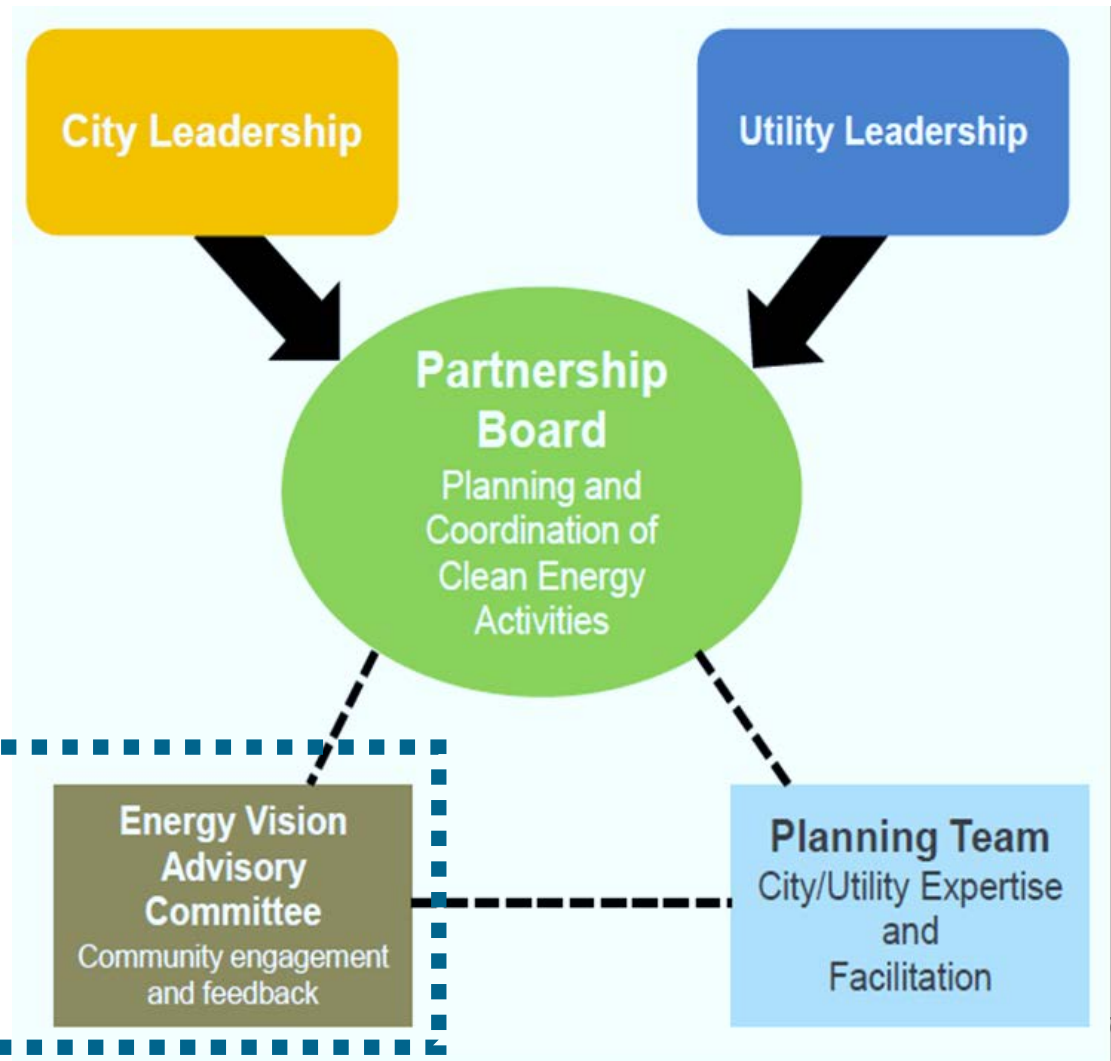 City Leadership
Utility Leadership
Partnership
Board
Planning and
Coordination of
Clean Energy
Activities
Energy Vision
Advisory
Committee
Community engagement
and feedback
Planning Team
City/Utility Expertise
and
Facilitation